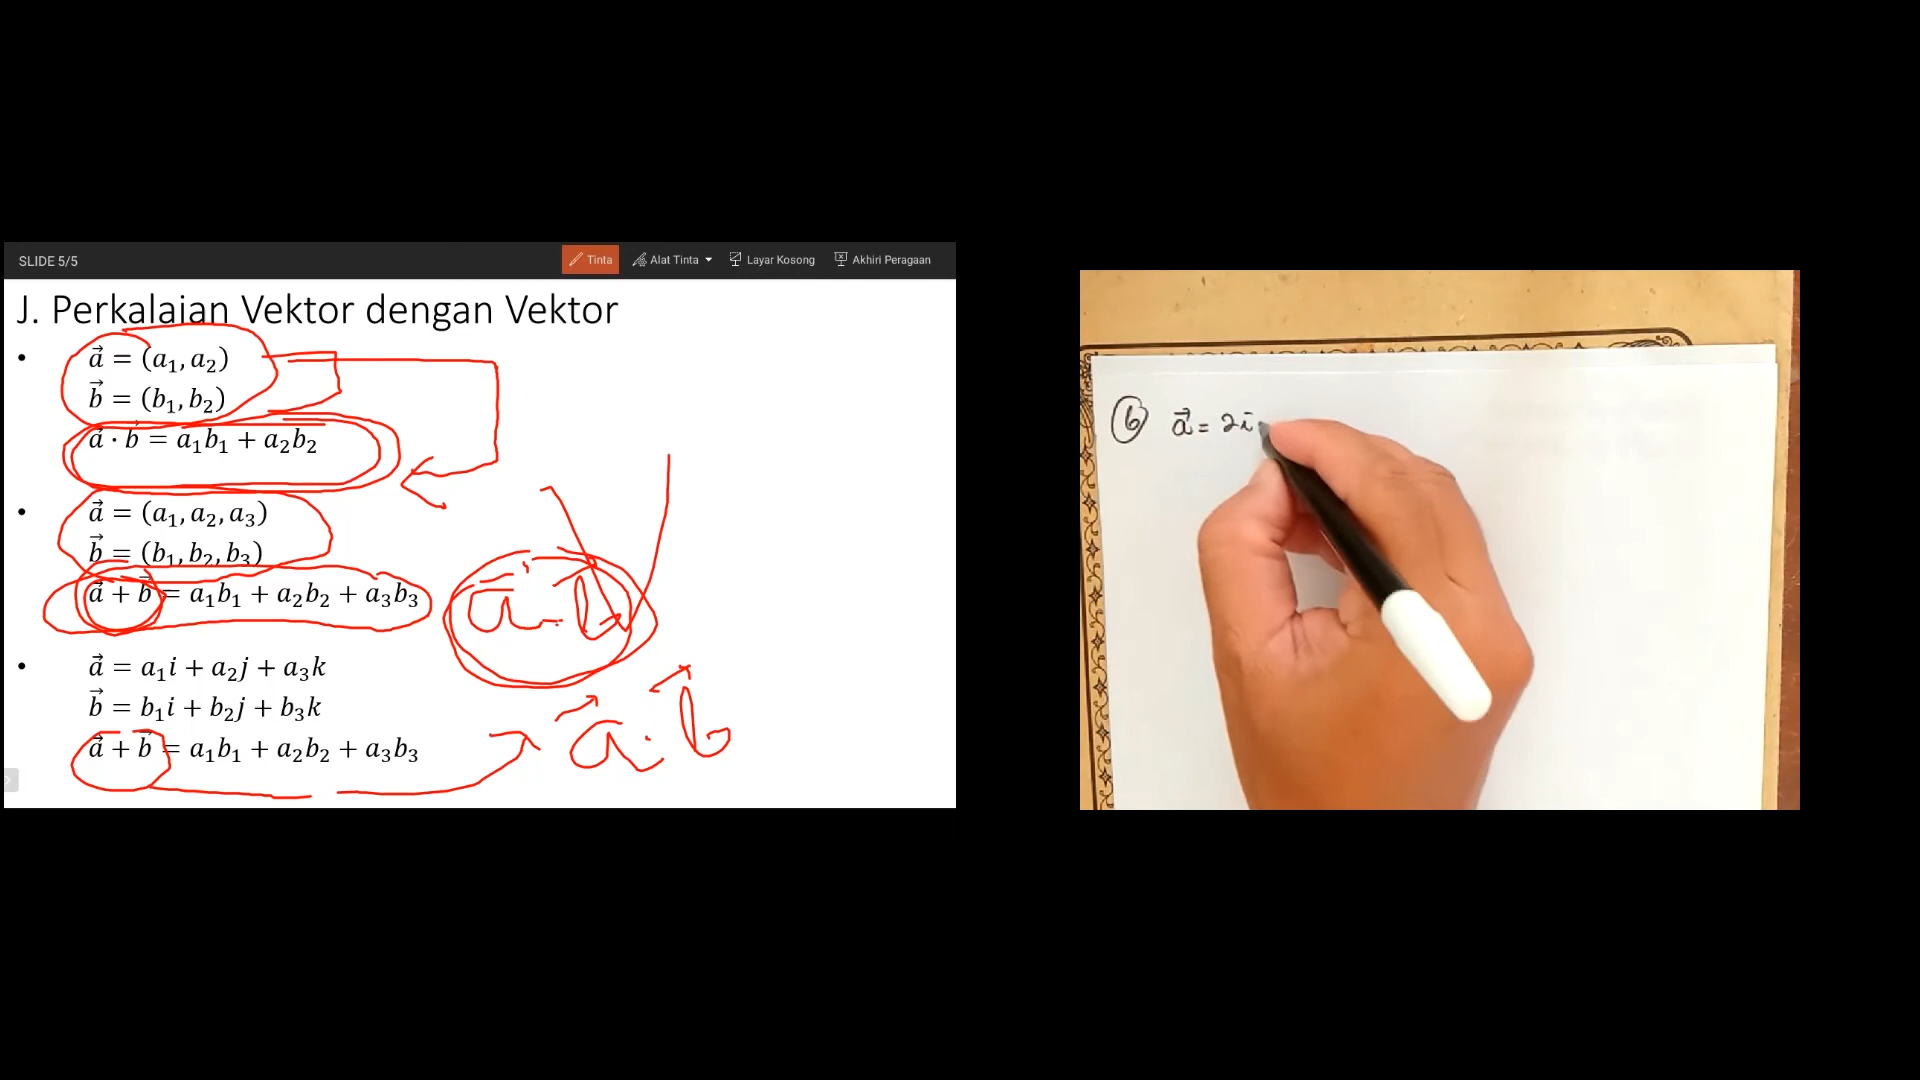 SLIDE 5/5
Tinta
Alat Tinta
Layar Kosong
Akhiri Peragaan
J. Perkalaian Vektor dengan Vektor
• a⃗ = (a₁, a₂)
b⃗ = (b₁, b₂)
a⃗ · b⃗ = a₁b₁ + a₂b₂
• a⃗ = (a₁, a₂, a₃)
b⃗ = (b₁, b₂, b₃)
a⃗ + b⃗ = a₁b₁ + a₂b₂ + a₃b₃
a⃗ · b⃗
• a⃗ = a₁i + a₂j + a₃k
b⃗ = b₁i + b₂j + b₃k
a⃗ + b⃗ = a₁b₁ + a₂b₂ + a₃b₃
a⃗ · b⃗
6 a⃗ = 2i